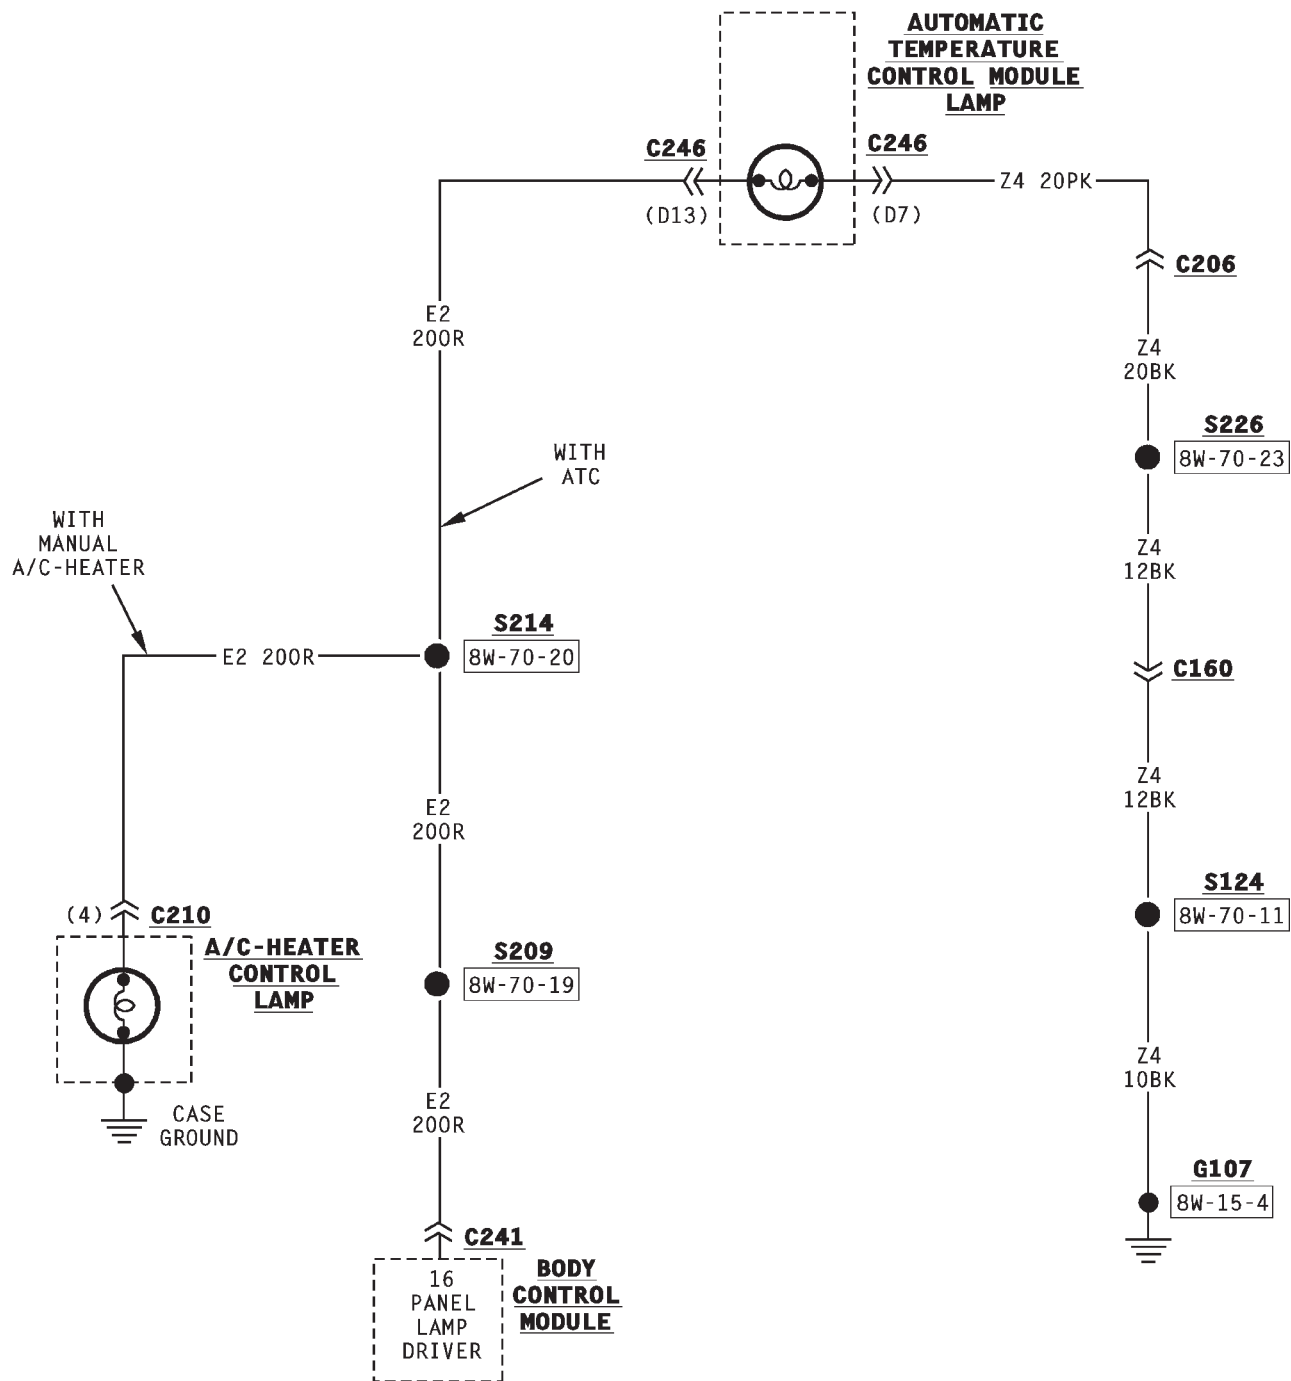 AUTOMATIC
TEMPERATURE
CONTROL MODULE
LAMP
C246
C246
(D13)
(D7)
Z4 20PK
C206
E2
20OR
Z4
20BK
S226
8W-70-23
WITH
ATC
WITH
MANUAL
A/C-HEATER
Z4
12BK
S214
8W-70-20
E2 20OR
C160
Z4
12BK
E2
20OR
S124
8W-70-11
(4)
C210
A/C-HEATER
CONTROL
LAMP
S209
8W-70-19
Z4
10BK
E2
20OR
CASE
GROUND
G107
8W-15-4
C241
16
PANEL
LAMP
DRIVER
BODY
CONTROL
MODULE